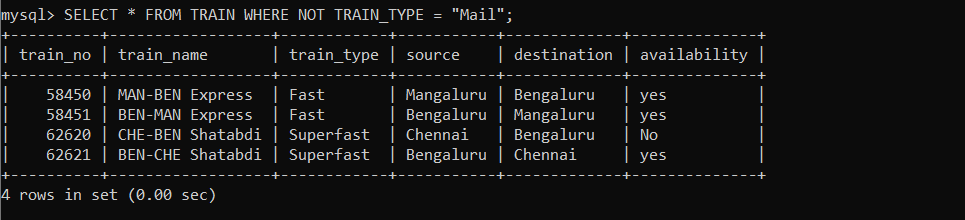 mysql> SELECT * FROM TRAIN WHERE NOT TRAIN_TYPE = "Mail";
+----------+-----------------+------------+-----------+-------------+--------------+
| train_no | train_name      | train_type | source    | destination | availability |
+----------+-----------------+------------+-----------+-------------+--------------+
|    58450 | MAN-BEN Express | Fast       | Mangaluru | Bengaluru   | yes          |
|    58451 | BEN-MAN Express | Fast       | Bengaluru | Mangaluru   | yes          |
|    62620 | CHE-BEN Shatabdi | Superfast  | Chennai   | Bengaluru   | No           |
|    62621 | BEN-CHE Shatabdi | Superfast  | Bengaluru | Chennai     | yes          |
+----------+-----------------+------------+-----------+-------------+--------------+
4 rows in set (0.00 sec)